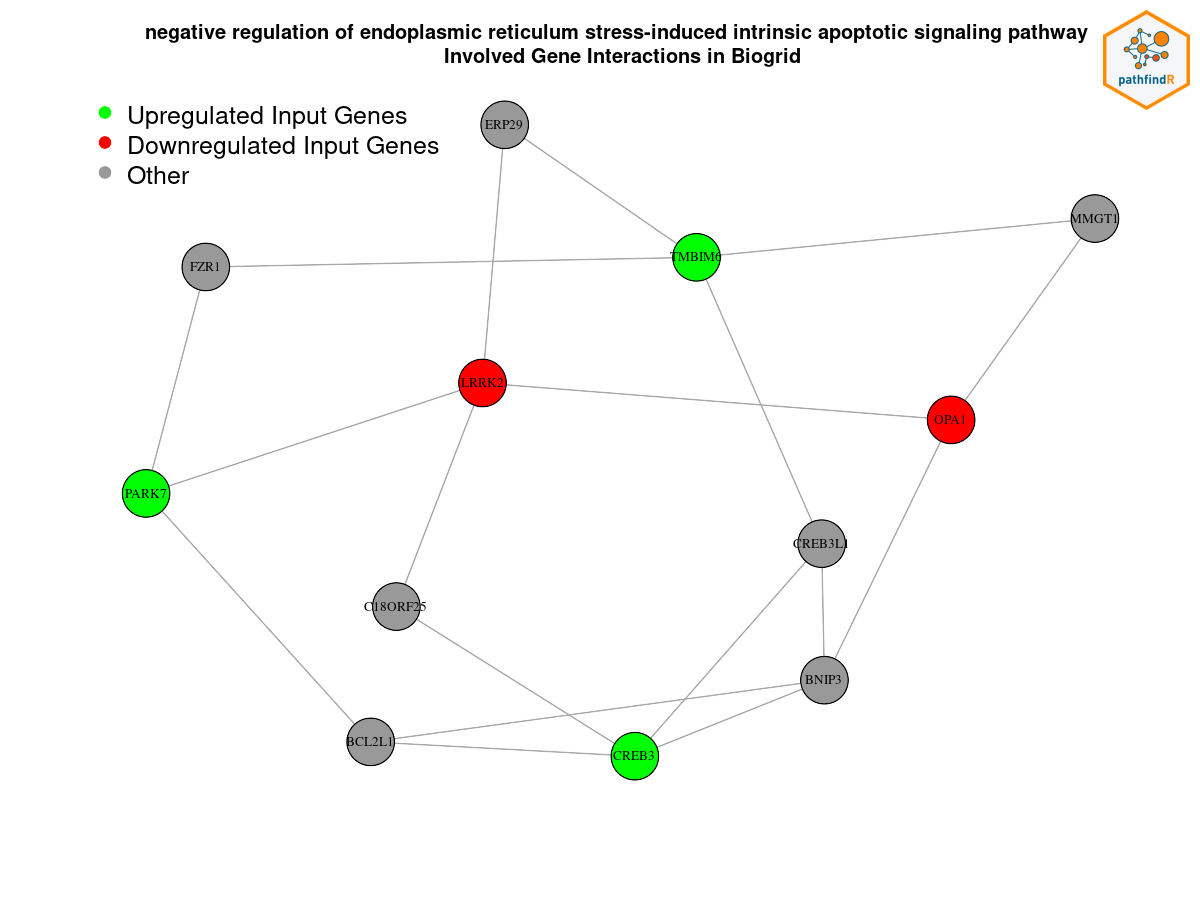 negative regulation of endoplasmic reticulum stress-induced intrinsic apoptotic signaling pathway
Involved Gene Interactions in Biogrid
pathfindR
Upregulated Input Genes
Downregulated Input Genes
Other
ERP29
MMGT1
TMBIM6
FZR1
LRRK2
OPA1
PARK7
CREB3L1
C18ORF25
BNIP3
BCL2L1
CREB3